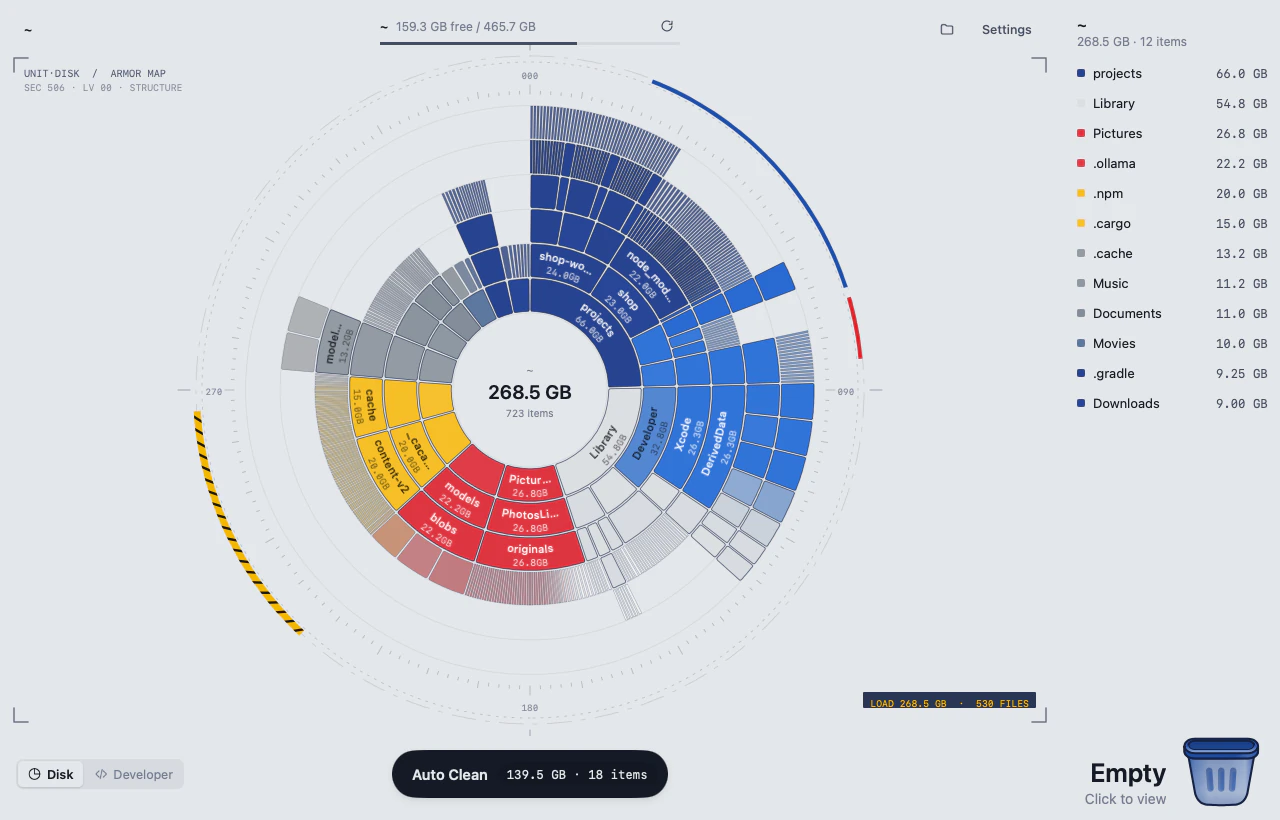 ~
~ 159.3 GB free / 465.7 GB
Settings
UNIT·DISK / ARMOR MAP
SEC 506 · LV 00 · STRUCTURE
000
090
180
270
~
268.5 GB
723 items
projects
66.0GB
shop-wo…
24.0GB
shop
23.0GB
node_mod…
22.0GB
Library
54.8GB
Developer
32.8GB
Xcode
26.3GB
DerivedData
26.3GB
Pictur…
26.8GB
PhotosLi…
26.8GB
originals
26.8GB
models
22.2GB
blobs
22.2GB
_caca…
20.0GB
content-v2
20.0GB
cache
15.0GB
model…
13.2GB
LOAD 268.5 GB · 530 FILES
Disk
Developer
Auto Clean 139.5 GB · 18 items
~
268.5 GB · 12 items
projects 66.0 GB
Library 54.8 GB
Pictures 26.8 GB
.ollama 22.2 GB
.npm 20.0 GB
.cargo 15.0 GB
.cache 13.2 GB
Music 11.2 GB
Documents 11.0 GB
Movies 10.0 GB
.gradle 9.25 GB
Downloads 9.00 GB
Empty
Click to view